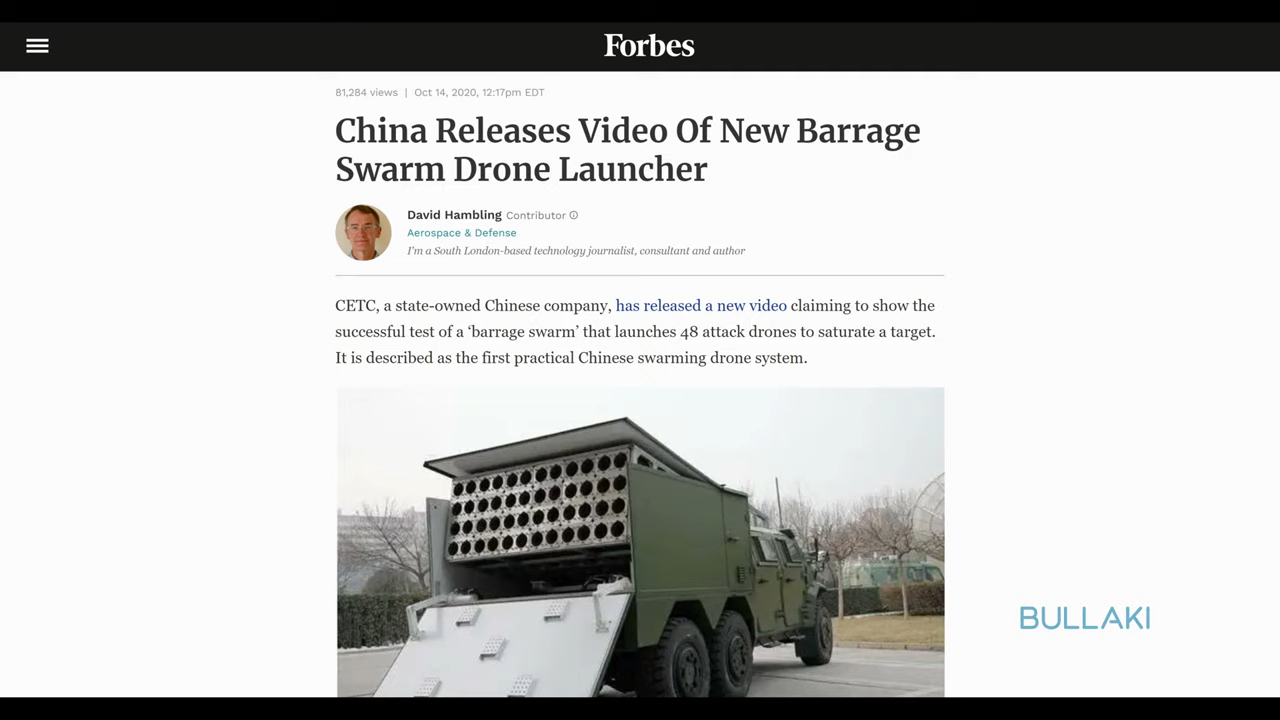 Forbes
81,284 views | Oct 14, 2020, 12:17pm EDT
China Releases Video Of New Barrage
Swarm Drone Launcher
David Hambling Contributor
Aerospace & Defense
I'm a South London-based technology journalist, consultant and author
CETC, a state-owned Chinese company, has released a new video claiming to show the
successful test of a ‘barrage swarm’ that launches 48 attack drones to saturate a target.
It is described as the first practical Chinese swarming drone system.
BULLAKI